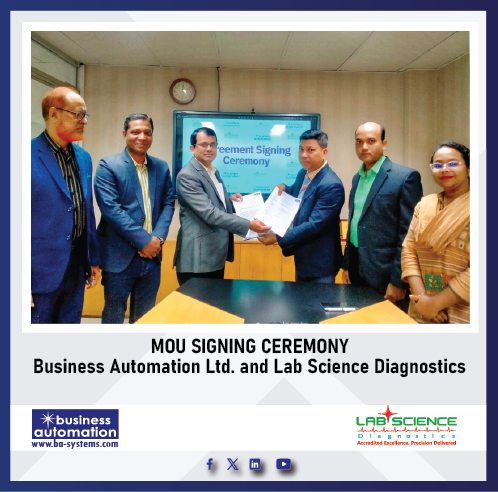 reement Signing
Ceremony
MOU SIGNING CEREMONY
Business Automation Ltd. and Lab Science Diagnostics
business
automation
www.ba-systems.com
LAB SCIENCE
Diagnostics
Accredited Excellence, Precision Delivered